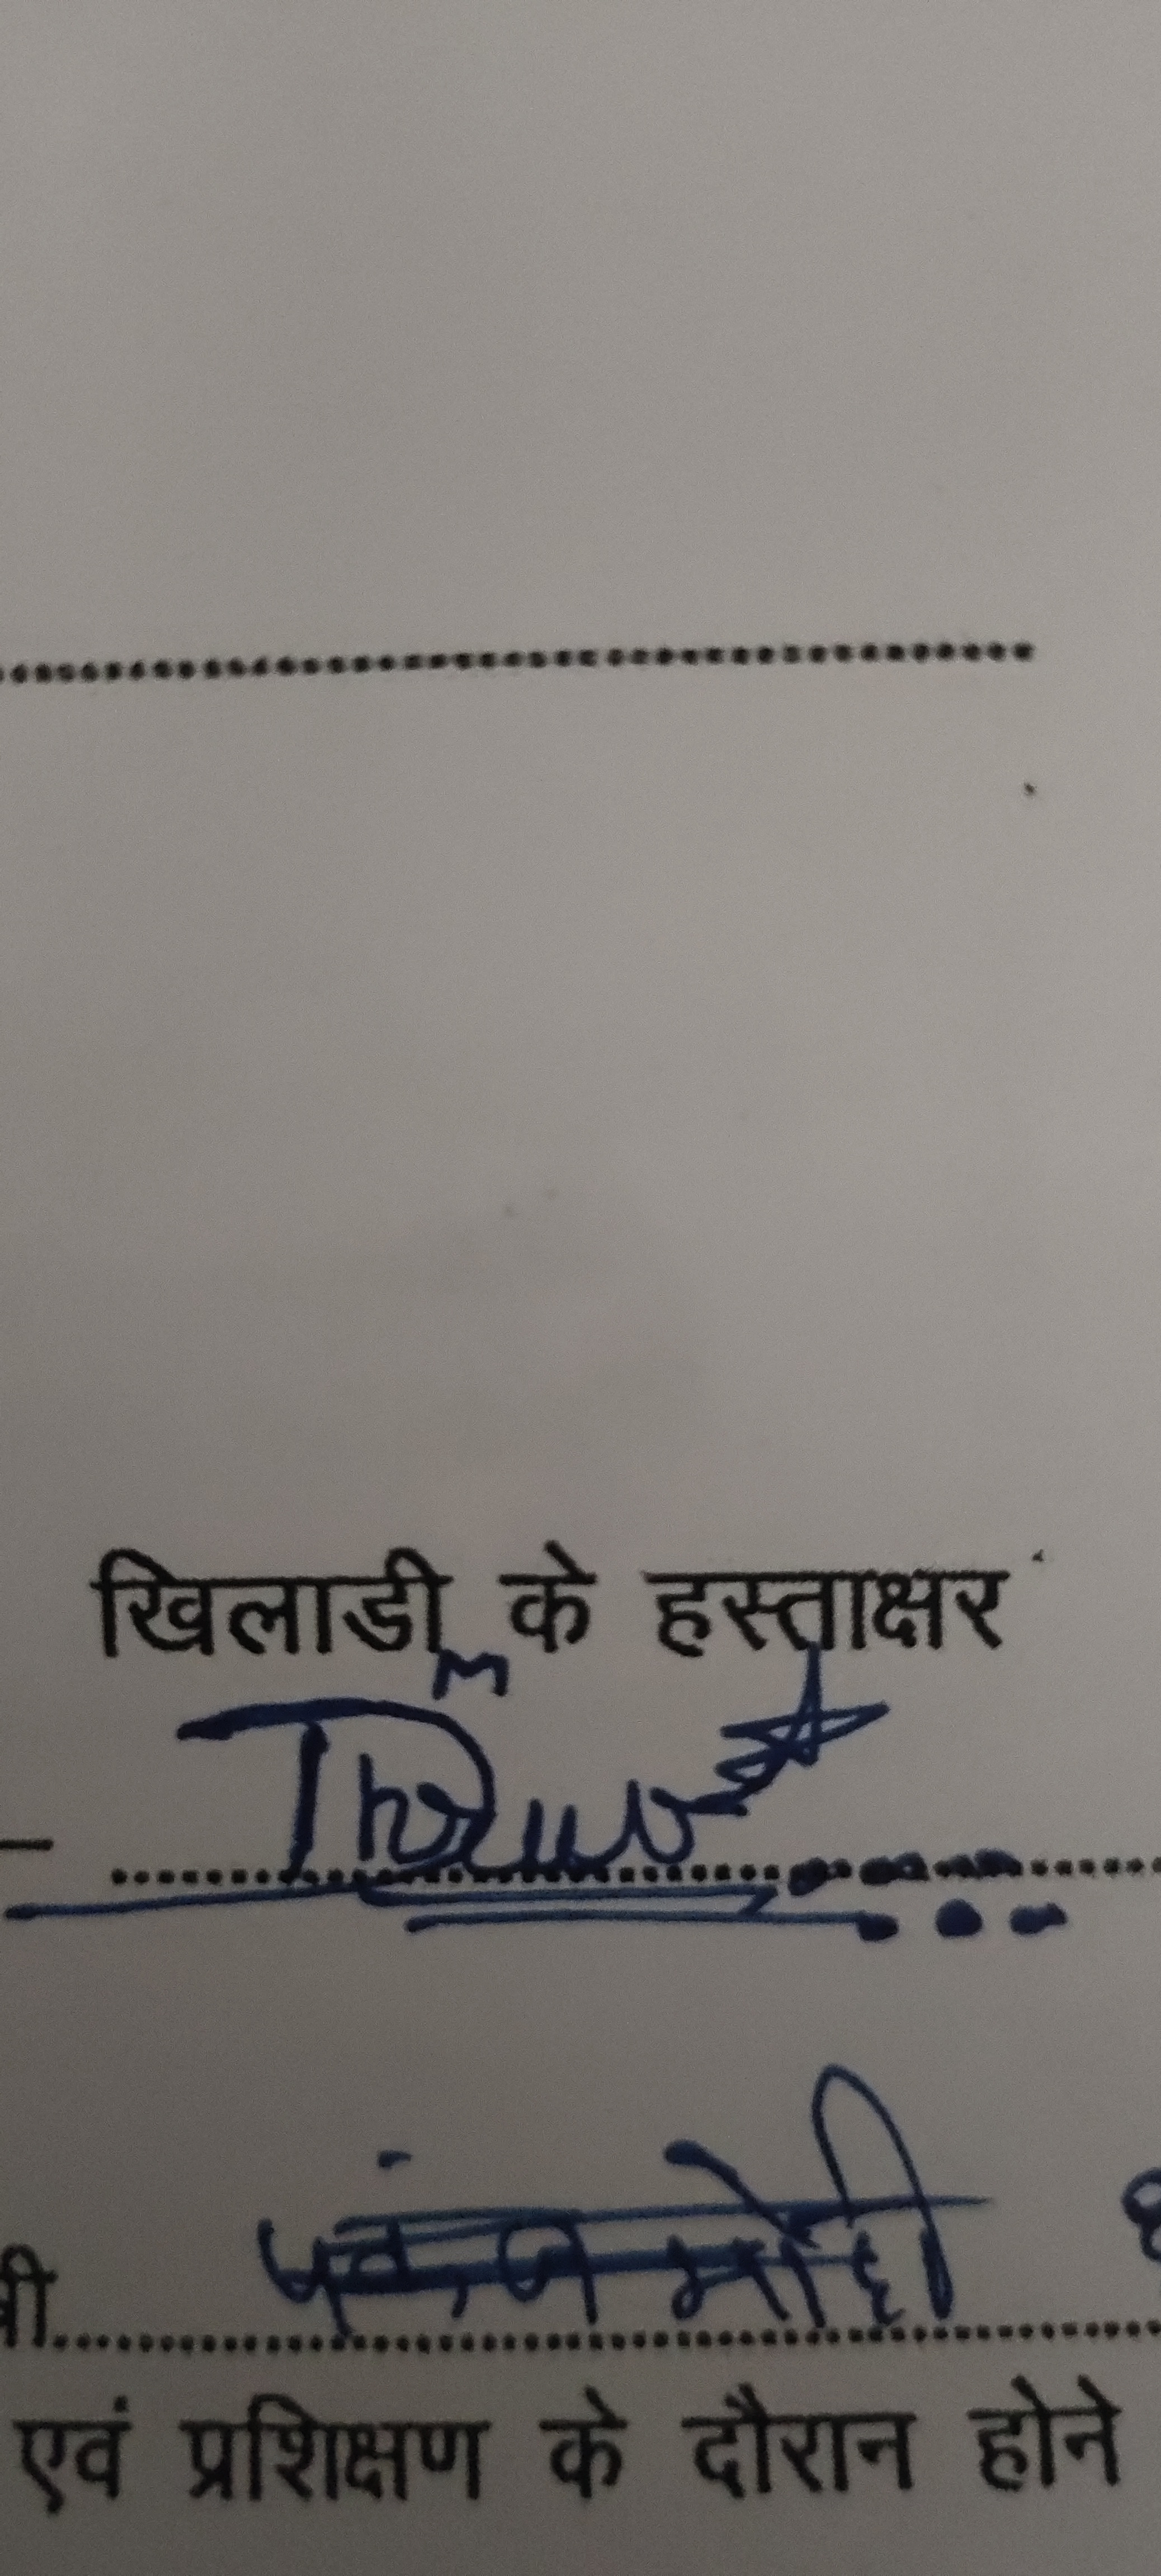 खिलाडी के हस्ताक्षर
पंकज मोदी
एवं प्रशिक्षण के दौरान होने